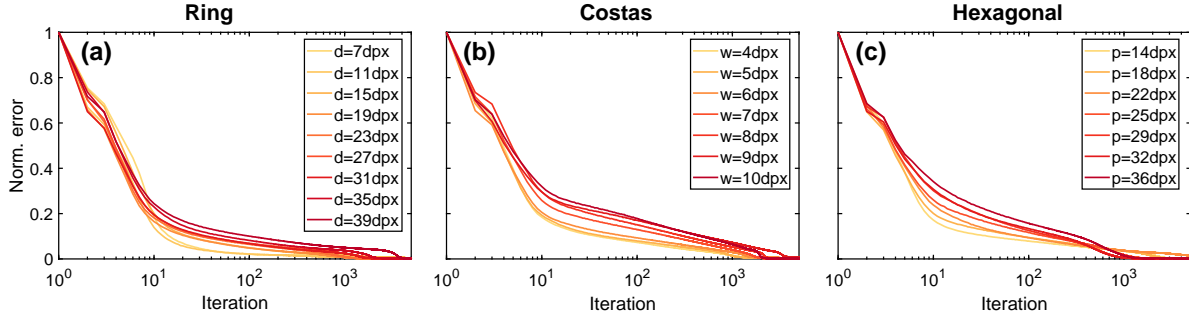 Ring
Costas
Hexagonal
Norm. error
1
0.8
0.6
0.4
0.2
0
(a)
d=7dpx
d=11dpx
d=15dpx
d=19dpx
d=23dpx
d=27dpx
d=31dpx
d=35dpx
d=39dpx
10^0
10^1
10^2
10^3
Iteration
(b)
w=4dpx
w=5dpx
w=6dpx
w=7dpx
w=8dpx
w=9dpx
w=10dpx
10^0
10^1
10^2
10^3
Iteration
(c)
p=14dpx
p=18dpx
p=22dpx
p=25dpx
p=29dpx
p=32dpx
p=36dpx
10^0
10^1
10^2
10^3
Iteration